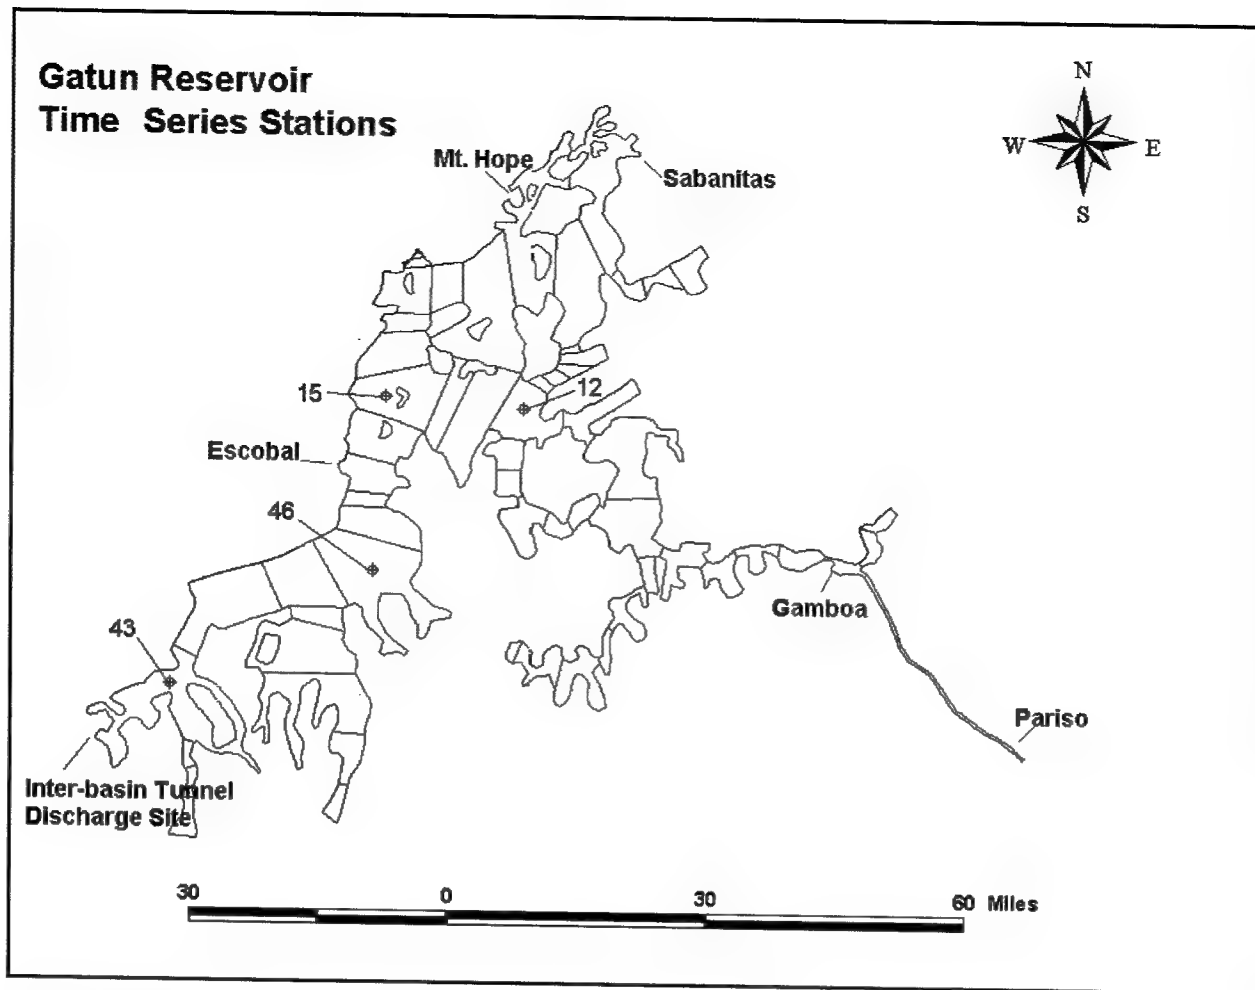 Gatun Reservoir
Time Series Stations
N
W
E
S
Mt. Hope
Sabanitas
15
12
Escobal
46
Gamboa
43
Pariso
Inter-basin Tunnel
Discharge Site
30 0 30 60 Miles